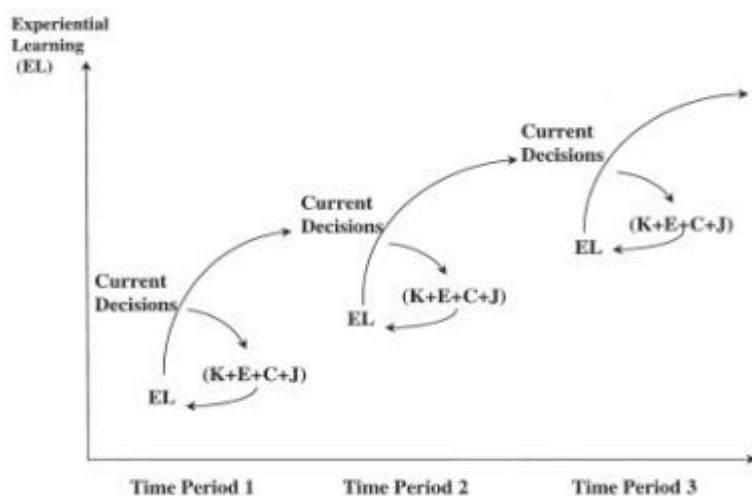 Experiential
Learning
(EL)
Current
Decisions
(K+E+C+J)
EL
Current
Decisions
(K+E+C+J)
EL
Current
Decisions
(K+E+C+J)
EL
Time Period 1
Time Period 2
Time Period 3